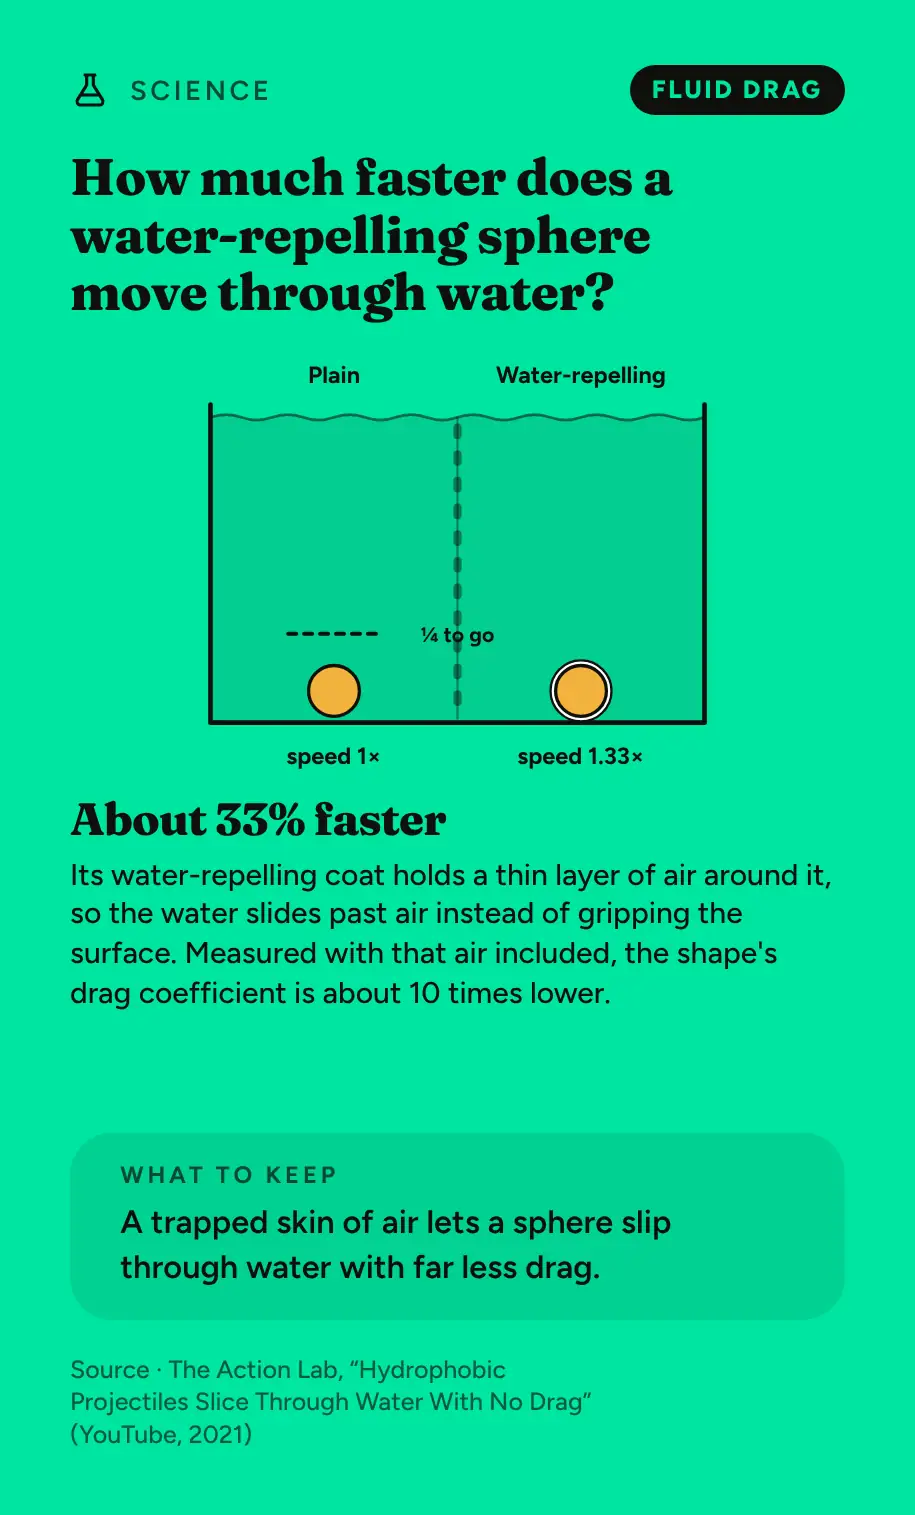 SCIENCE
FLUID DRAG
How much faster does a
water-repelling sphere
move through water?
Plain
Water-repelling
¼ to go
speed 1×
speed 1.33×
About 33% faster
Its water-repelling coat holds a thin layer of air around it,
so the water slides past air instead of gripping the
surface. Measured with that air included, the shape's
drag coefficient is about 10 times lower.
WHAT TO KEEP
A trapped skin of air lets a sphere slip
through water with far less drag.
Source · The Action Lab, “Hydrophobic
Projectiles Slice Through Water With No Drag”
(YouTube, 2021)